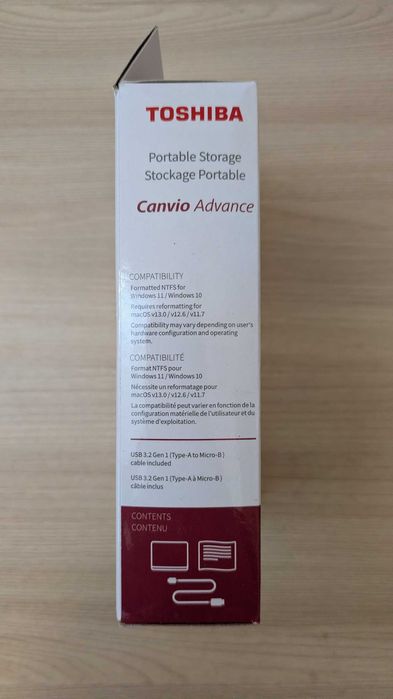 TOSHIBA
Portable Storage
Stockage Portable
Canvio Advance
COMPATIBILITY
Formatted NTFS for
Windows 11 / Windows 10
Requires reformatting for
macOS v13.0 / v12.6 / v11.7
Compatibility may vary depending on user's
hardware configuration and operating
system.
COMPATIBILITÉ
Format NTFS pour
Windows 11 / Windows 10
Nécessite un reformatage pour
macOS v13.0 / v12.6 / v11.7
La compatibilité peut varier en fonction de la
configuration matérielle de l'utilisateur et du
système d'exploitation.
USB 3.2 Gen 1 (Type-A to Micro-B)
cable included
USB 3.2 Gen 1 (Type-A à Micro-B)
câble inclus
CONTENTS
CONTENU